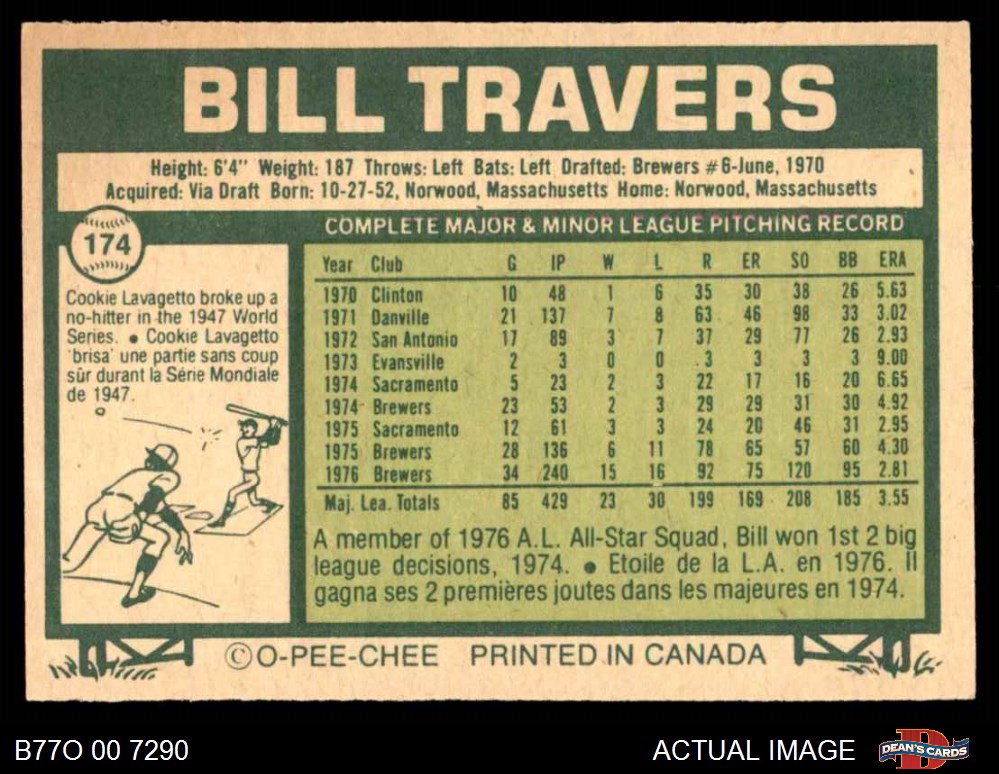 BILL TRAVERS
Height: 6'4" Weight: 187 Throws: Left Bats: Left Drafted: Brewers #6-June, 1970
Acquired: Via Draft Born: 10-27-52, Norwood, Massachusetts Home: Norwood, Massachusetts
174
Cookie Lavagetto broke up a
no-hitter in the 1947 World
Series. ● Cookie Lavagetto
'brisa' une partie sans coup
sûr durant la Série Mondiale
de 1947.
COMPLETE MAJOR & MINOR LEAGUE PITCHING RECORD
Year Club G IP W L R ER SO BB ERA
1970 Clinton 10 48 1 6 35 30 38 26 5.63
1971 Danville 21 137 7 8 63 46 98 33 3.02
1972 San Antonio 17 89 3 7 37 29 77 26 2.93
1973 Evansville 2 3 0 0 3 3 3 3 9.00
1974 Sacramento 5 23 2 3 22 17 16 20 6.65
1974 Brewers 23 53 2 3 29 29 31 30 4.92
1975 Sacramento 12 61 3 3 24 20 46 31 2.95
1975 Brewers 28 136 6 11 78 65 57 60 4.30
1976 Brewers 34 240 15 16 92 75 120 95 2.81
Maj. Lea. Totals 85 429 23 30 199 169 208 185 3.55
A member of 1976 A.L. All-Star Squad, Bill won 1st 2 big
league decisions, 1974. ● Etoile de la L.A. en 1976. Il
gagna ses 2 premières joutes dans les majeures en 1974.
©O-PEE-CHEE PRINTED IN CANADA
B77O 00 7290
ACTUAL IMAGE
DEAN'S CARDS